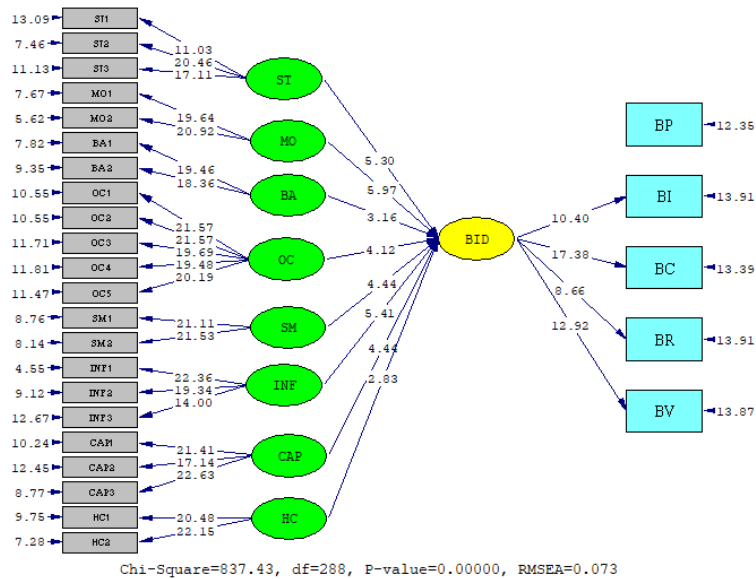 13.09 ST1
7.46 ST2
11.13 ST3
7.67 MO1
5.62 MO2
7.82 BA1
9.35 BA2
10.55 OC1
10.55 OC2
11.71 OC3
11.81 OC4
11.47 OC5
8.76 SM1
8.14 SM2
4.55 INF1
9.12 INF2
12.67 INF3
10.24 CAP1
12.45 CAP2
8.77 CAP3
9.75 HC1
7.28 HC2
11.03
20.46
17.11
19.64
20.92
19.46
18.36
21.57
21.57
19.69
19.48
20.19
21.11
21.53
22.36
19.34
14.00
21.41
17.14
22.63
20.48
22.15
ST
MO
BA
OC
SM
INF
CAP
HC
5.30
5.97
3.16
4.12
4.44
5.41
4.44
2.83
BID
10.40
17.38
8.66
12.92
BP 12.35
BI 13.91
BC 13.39
BR 13.91
BV 13.87
Chi-Square=837.43, df=288, P-value=0.00000, RMSEA=0.073